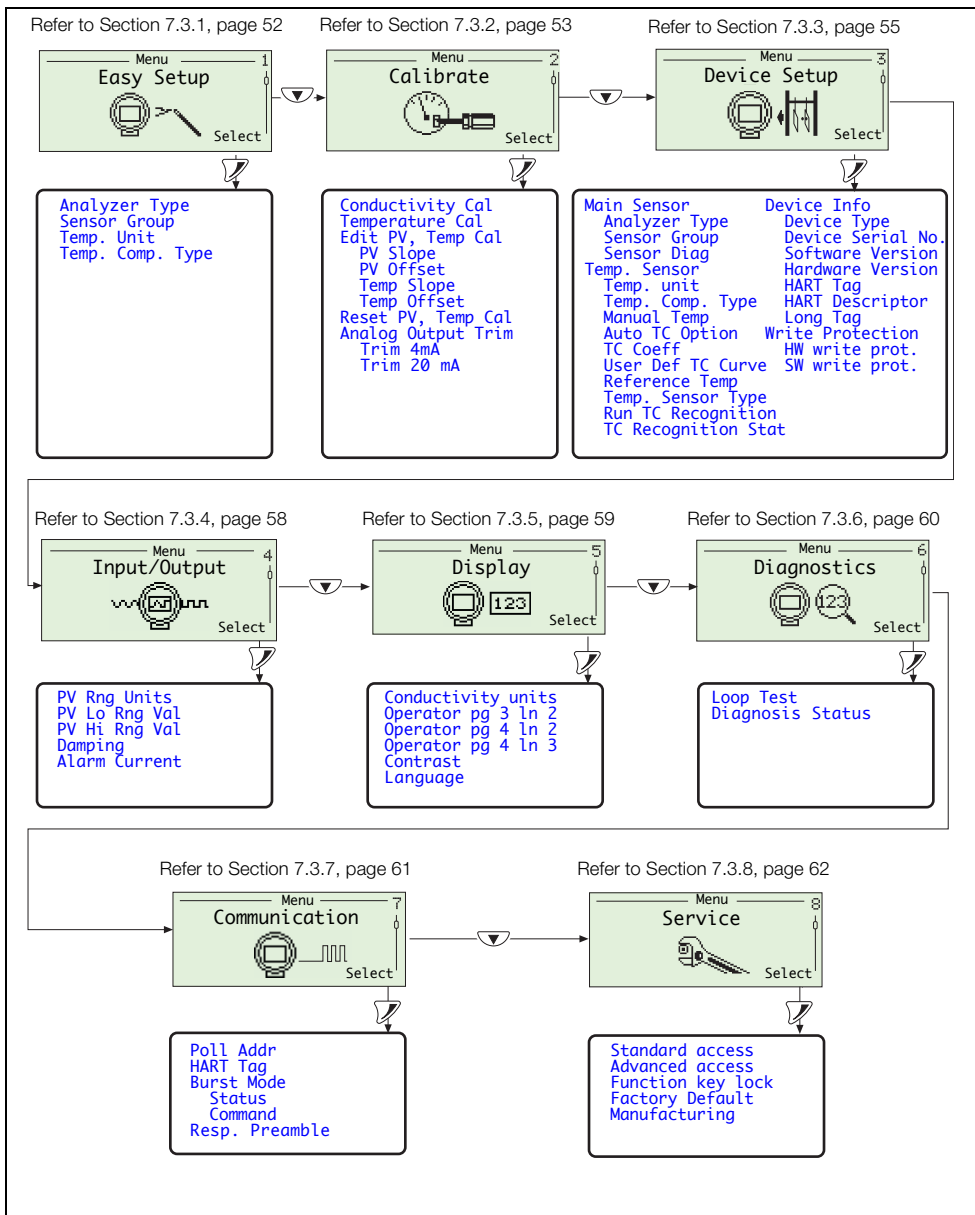 Refer to Section 7.3.1, page 52
Menu 1
Easy Setup
Select
Analyzer Type
Sensor Group
Temp. Unit
Temp. Comp. Type
Refer to Section 7.3.2, page 53
Menu 2
Calibrate
Select
Conductivity Cal
Temperature Cal
Edit PV, Temp Cal
PV Slope
PV Offset
Temp Slope
Temp Offset
Reset PV, Temp Cal
Analog Output Trim
Trim 4mA
Trim 20 mA
Refer to Section 7.3.3, page 55
Menu 3
Device Setup
Select
Main Sensor
Analyzer Type
Sensor Group
Sensor Diag
Temp. Sensor
Temp. unit
Temp. Comp. Type
Manual Temp
Auto TC Option
TC Coeff
User Def TC Curve
Reference Temp
Temp. Sensor Type
Run TC Recognition
TC Recognition Stat
Device Info
Device Type
Device Serial No.
Software Version
Hardware Version
HART Tag
HART Descriptor
Long Tag
Write Protection
HW write prot.
SW write prot.
Refer to Section 7.3.4, page 58
Menu 4
Input/Output
Select
PV Rng Units
PV Lo Rng Val
PV Hi Rng Val
Damping
Alarm Current
Refer to Section 7.3.5, page 59
Menu 5
Display
123
Select
Conductivity units
Operator pg 3 ln 2
Operator pg 4 ln 2
Operator pg 4 ln 3
Contrast
Language
Refer to Section 7.3.6, page 60
Menu 6
Diagnostics
123
Select
Loop Test
Diagnosis Status
Refer to Section 7.3.7, page 61
Menu 7
Communication
Select
Poll Addr
HART Tag
Burst Mode
Status
Command
Resp. Preamble
Refer to Section 7.3.8, page 62
Menu 8
Service
Select
Standard access
Advanced access
Function key lock
Factory Default
Manufacturing